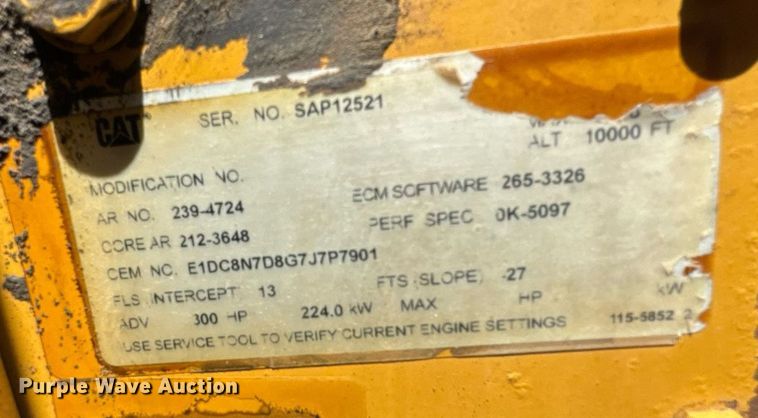 CAT SER. NO. SAP12521
ALT 10000 FT
MODIFICATION NO.
AR NO. 239-4724 ECM SOFTWARE 265-3326
CORE AR 212-3648 PERF SPEC 0K-5097
CEM NO. E1DC8N7D8G7J7P7901
FLS INTERCEPT 13 FTS (SLOPE) -27
ADV 300 HP 224.0 KW MAX HP KW
USE SERVICE TOOL TO VERIFY CURRENT ENGINE SETTINGS 115-5852 2
Purple Wave Auction